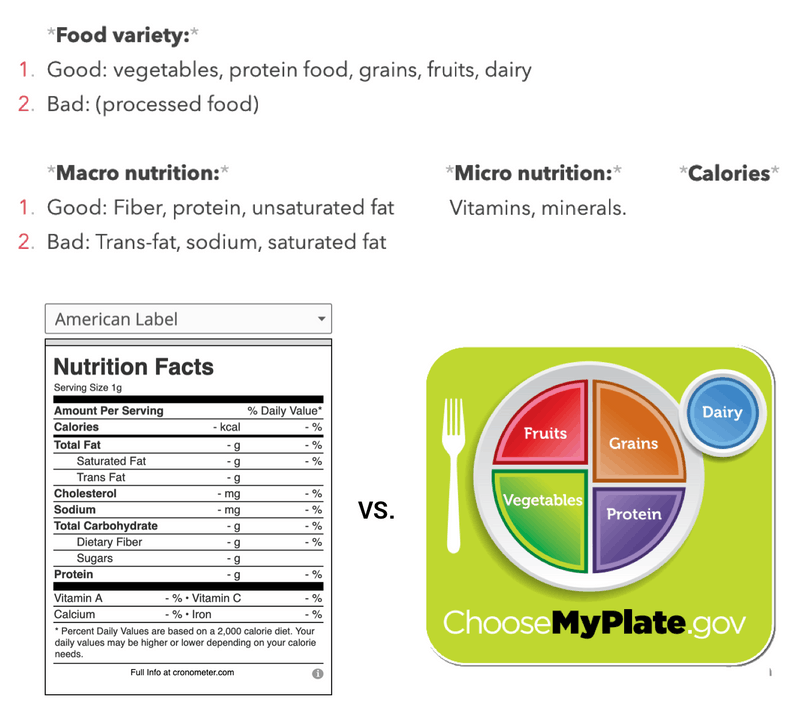 *Food variety:*
1. Good: vegetables, protein food, grains, fruits, dairy
2. Bad: (processed food)
*Macro nutrition:*
1. Good: Fiber, protein, unsaturated fat
2. Bad: Trans-fat, sodium, saturated fat
*Micro nutrition:*
Vitamins, minerals.
*Calories*
American Label
Nutrition Facts
Serving Size 1g
Amount Per Serving % Daily Value*
Calories - kcal - %
Total Fat - g - %
Saturated Fat - g - %
Trans Fat - g
Cholesterol - mg - %
Sodium - mg - %
Total Carbohydrate - g - %
Dietary Fiber - g - %
Sugars - g
Protein - g - %
Vitamin A - % • Vitamin C - %
Calcium - % • Iron - %
* Percent Daily Values are based on a 2,000 calorie diet. Your
daily values may be higher or lower depending on your calorie
needs.
Full Info at cronometer.com
i
vs.
Fruits
Grains
Dairy
Vegetables
Protein
ChooseMyPlate.gov